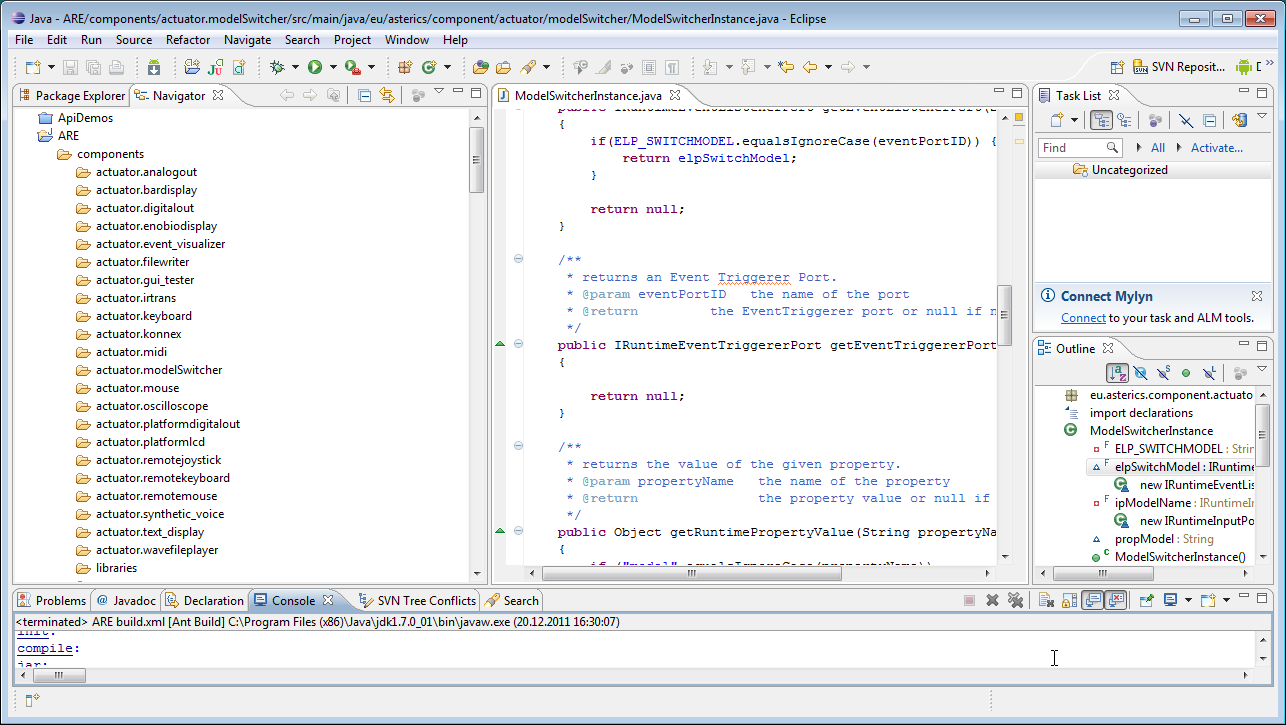 Java - ARE/components/actuator.modelSwitcher/src/main/java/eu/asterics/component/actuator/modelSwitcher/ModelSwitcherInstance.java - Eclipse
File Edit Run Source Refactor Navigate Search Project Window Help
SVN Reposit... D
Package Explorer Navigator
ApiDemos
ARE
components
actuator.analogout
actuator.bardisplay
actuator.digitalout
actuator.enobiodisplay
actuator.event_visualizer
actuator.filewriter
actuator.gui_tester
actuator.irtrans
actuator.keyboard
actuator.konnex
actuator.midi
actuator.modelSwitcher
actuator.mouse
actuator.oscilloscope
actuator.platformdigitalout
actuator.platformlcd
actuator.remotejoystick
actuator.remotekeyboard
actuator.remotemouse
actuator.synthetic_voice
actuator.text_display
actuator.wavefileplayer
libraries
ModelSwitcherInstance.java
public IRuntimeEventListenerPort getEventListenerPort(S
{
if(ELP_SWITCHMODEL.equalsIgnoreCase(eventPortID)) {
return elpSwitchModel;
}
return null;
}
/**
* returns an Event Triggerer Port.
* @param eventPortID the name of the port
* @return the EventTriggerer port or null if n
*/
public IRuntimeEventTriggererPort getEventTriggererPort
{
return null;
}
/**
* returns the value of the given property.
* @param propertyName the name of the property
* @return the property value or null if
*/
public Object getRuntimePropertyValue(String propertyNa
{
if ("model".equalsIgnoreCase(propertyName))
Task List
Find All Activate...
Uncategorized
Connect Mylyn
Connect to your task and ALM tools.
Outline
eu.asterics.component.actuato
import declarations
ModelSwitcherInstance
ELP_SWITCHMODEL : Strin
elpSwitchModel : IRuntime
new IRuntimeEventLis
ipModelName : IRuntimeIn
new IRuntimeInputPo
propModel : String
ModelSwitcherInstance()
Problems Javadoc Declaration Console SVN Tree Conflicts Search
<terminated> ARE build.xml [Ant Build] C:\Program Files (x86)\Java\jdk1.7.0_01\bin\javaw.exe (20.12.2011 16:30:07)
init:
compile:
jar: